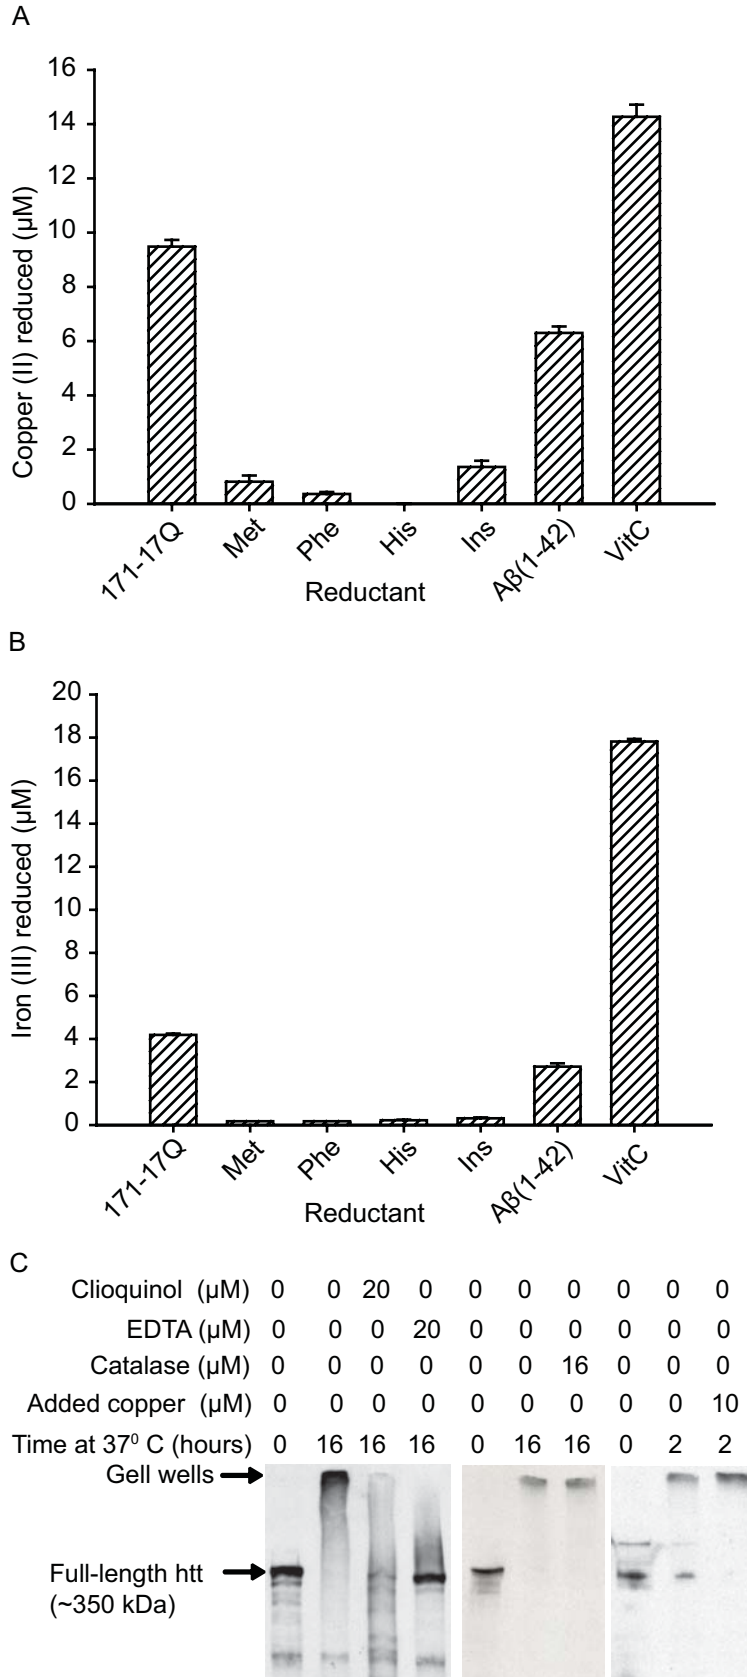 A
16
14
12
10
8
6
4
2
0
Copper (II) reduced (µM)
171-17Q Met Phe His Ins Aβ(1-42) VitC
Reductant
B
20
18
16
14
12
10
8
6
4
2
0
Iron (III) reduced (µM)
171-17Q Met Phe His Ins Aβ(1-42) VitC
Reductant
C
Clioquinol (µM) 0 0 20 0 0 0 0 0 0 0
EDTA (µM) 0 0 0 20 0 0 0 0 0 0
Catalase (µM) 0 0 0 0 0 0 16 0 0 0
Added copper (µM) 0 0 0 0 0 0 0 0 0 10
Time at 37⁰ C (hours) 0 16 16 16 0 16 16 0 2 2
Gell wells
Full-length htt
(~350 kDa)